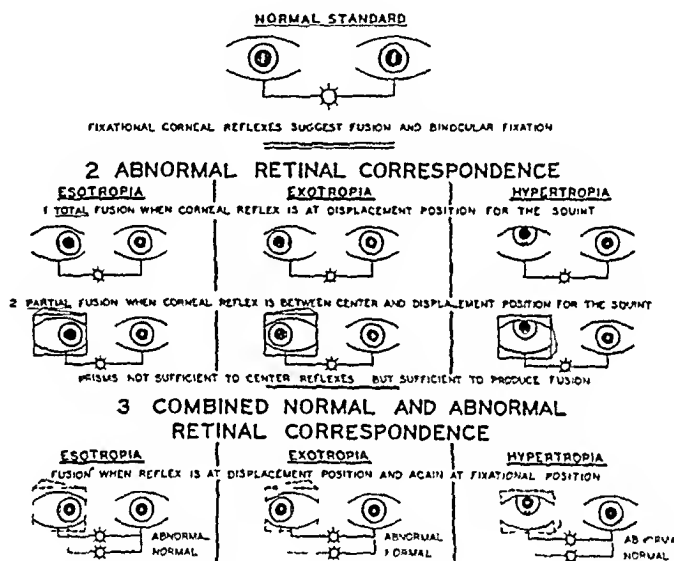 NORMAL STANDARD
FIXATIONAL CORNEAL REFLEXES SUGGEST FUSION AND BINOCULAR FIXATION
2 ABNORMAL RETINAL CORRESPONDENCE
ESOTROPIA EXOTROPIA HYPERTROPIA
1 TOTAL FUSION WHEN CORNEAL REFLEX IS AT DISPLACEMENT POSITION FOR THE SQUINT
2 PARTIAL FUSION WHEN CORNEAL REFLEX IS BETWEEN CENTER AND DISPLACEMENT POSITION FOR THE SQUINT
PRISMS NOT SUFFICIENT TO CENTER REFLEXES BUT SUFFICIENT TO PRODUCE FUSION
3 COMBINED NORMAL AND ABNORMAL
RETINAL CORRESPONDENCE
ESOTROPIA EXOTROPIA HYPERTROPIA
FUSION WHEN REFLEX IS AT DISPLACEMENT POSITION AND AGAIN AT FIXATIONAL POSITION
ABNORMAL ABNORMAL ABNORMAL
NORMAL NORMAL NORMAL